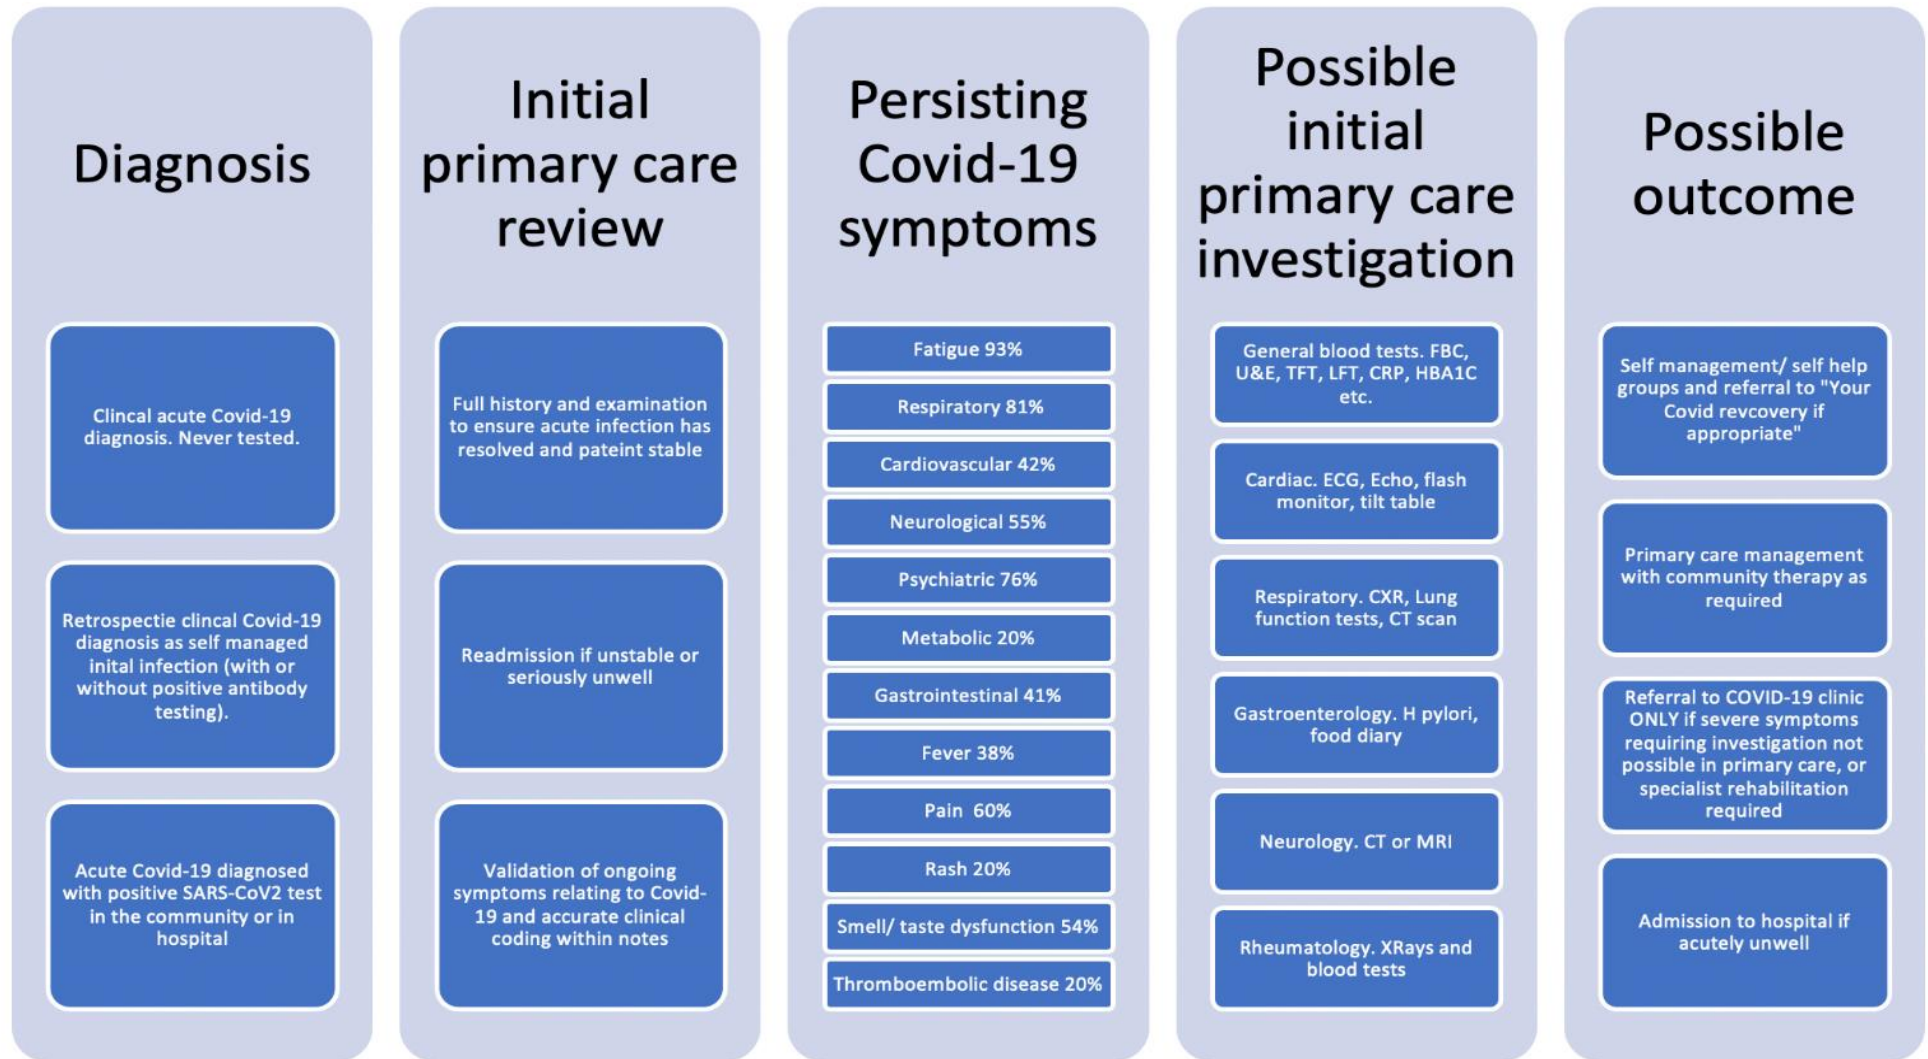 Diagnosis
Clincal acute Covid-19
diagnosis. Never tested.
Retrospectie clincal Covid-19
diagnosis as self managed
inital infection (with or
without positive antibody
testing).
Acute Covid-19 diagnosed
with positive SARS-CoV2 test
in the community or in
hospital
Initial
primary care
review
Full history and examination
to ensure acute infection has
resolved and pateint stable
Readmission if unstable or
seriously unwell
Validation of ongoing
symptoms relating to Covid-
19 and accurate clinical
coding within notes
Persisting
Covid-19
symptoms
Fatigue 93%
Respiratory 81%
Cardiovascular 42%
Neurological 55%
Psychiatric 76%
Metabolic 20%
Gastrointestinal 41%
Fever 38%
Pain 60%
Rash 20%
Smell/ taste dysfunction 54%
Thromboembolic disease 20%
Possible
initial
primary care
investigation
General blood tests. FBC,
U&E, TFT, LFT, CRP, HBA1C
etc.
Cardiac. ECG, Echo, flash
monitor, tilt table
Respiratory. CXR, Lung
function tests, CT scan
Gastroenterology. H pylori,
food diary
Neurology. CT or MRI
Rheumatology. XRays and
blood tests
Possible
outcome
Self management/ self help
groups and referral to "Your
Covid revcovery if
appropriate"
Primary care management
with community therapy as
required
Referral to COVID-19 clinic
ONLY if severe symptoms
requiring investigation not
possible in primary care, or
specialist rehabilitation
required
Admission to hospital if
acutely unwell